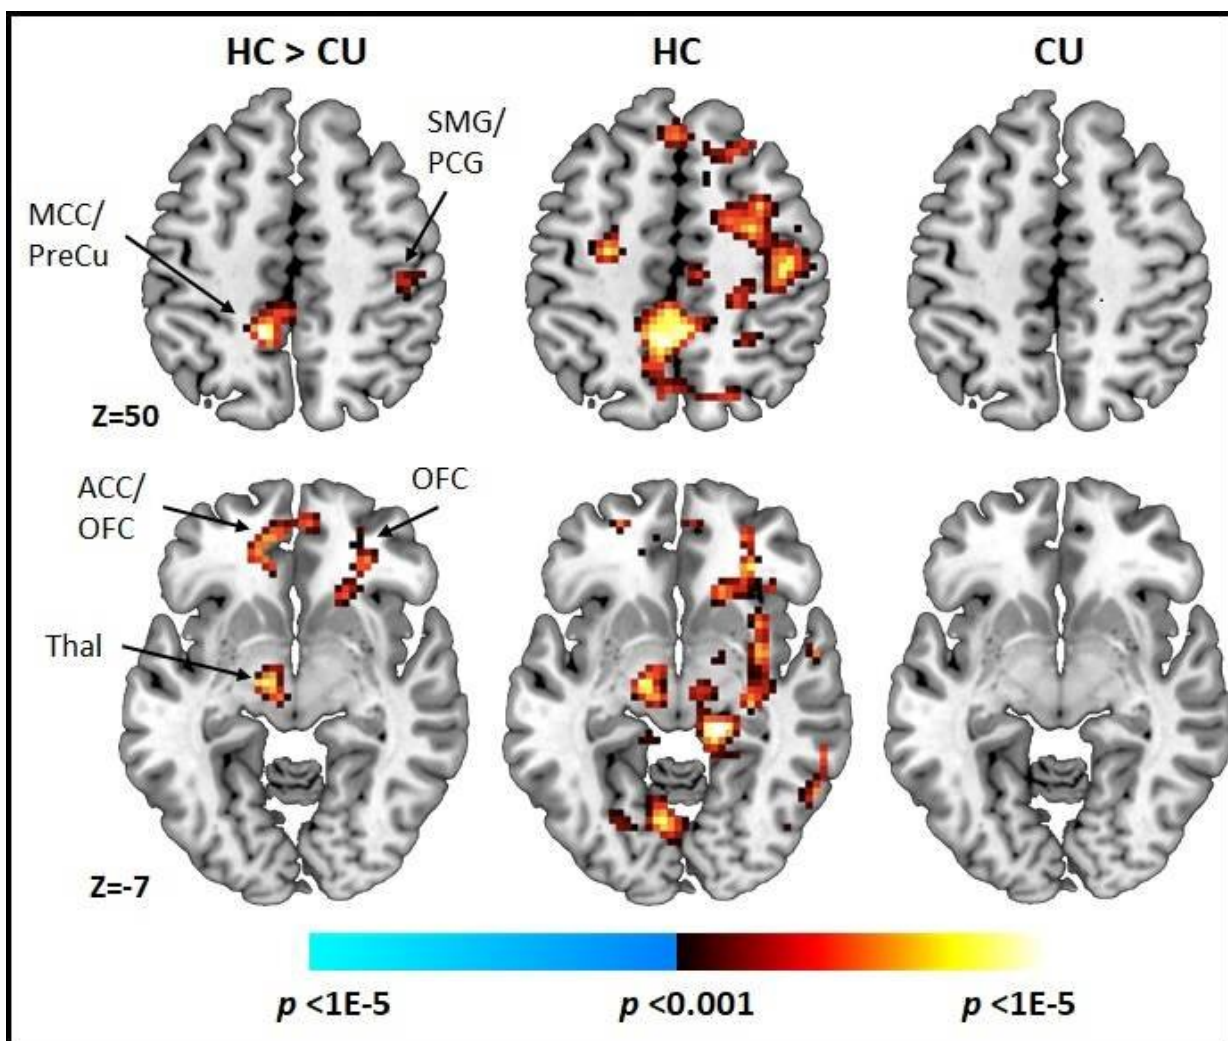 HC > CU
HC
CU
SMG/
PCG
MCC/
PreCu
Z=50
ACC/
OFC
OFC
Thal
Z=-7
p <1E-5
p <0.001
p <1E-5